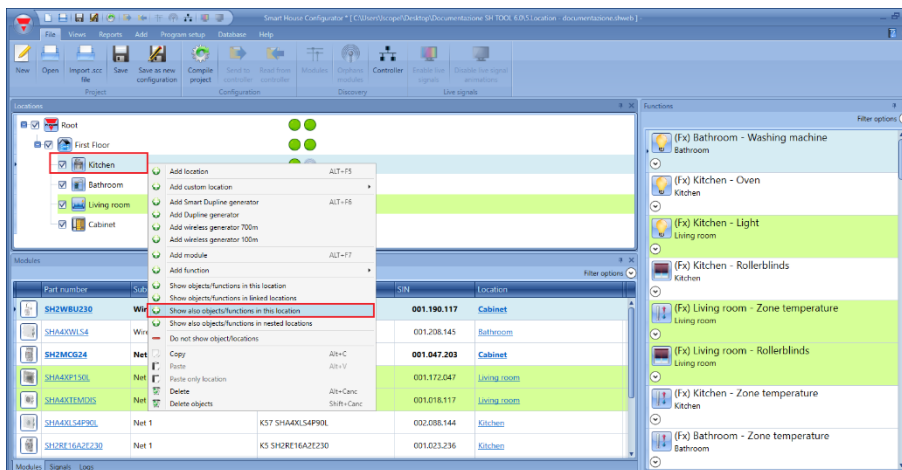 Smart House Configurator * [ C:\Users\lscopel\Desktop\Documentazione SH TOOL 6.0\5.Location - documentazione.shweb ] -
File Views Reports Add Program setup Database Help
New Open Import .scc file Save Save as new configuration Compile project Send to controller Read from controller Modules Orphans modules Controller Enable live signals Disable live signal animations
Project Configuration Discovery Live signals
Locations
Root
First Floor
Kitchen
Bathroom
Living room
Cabinet
Add location ALT+F5
Add custom location
Add Smart Dupline generator ALT+F6
Add Dupline generator
Add wireless generator 700m
Add wireless generator 100m
Add module ALT+F7
Add function
Show objects/functions in this location
Show objects/functions in linked locations
Show also objects/functions in this location
Show also objects/functions in nested locations
Do not show object/locations
Copy Alt+C
Paste Alt+V
Paste only location
Delete Alt+Canc
Delete objects Shift+Canc
Modules
Filter options
Part number Sub SIN Location
SH2WBU230 Wir 001.190.117 Cabinet
SHA4XWLS4 Wire 001.208.145 Bathroom
SH2MCG24 Net 001.047.203 Cabinet
SHA4XP150L Net 001.172.047 Living room
SHA4XTEMDIS Net 001.018.117 Living room
SHA4XLS4P90L Net 1 K57 SHA4XLS4P90L 002.088.144 Kitchen
SH2RE16A2E230 Net 1 K5 SH2RE16A2E230 001.023.236 Kitchen
Modules Signals Logs
Functions
Filter options
(Fx) Bathroom - Washing machine
Bathroom
(Fx) Kitchen - Oven
Kitchen
(Fx) Kitchen - Light
Living room
(Fx) Kitchen - Rollerblinds
Kitchen
(Fx) Living room - Zone temperature
Living room
(Fx) Living room - Rollerblinds
Living room
(Fx) Kitchen - Zone temperature
Kitchen
(Fx) Bathroom - Zone temperature
Bathroom